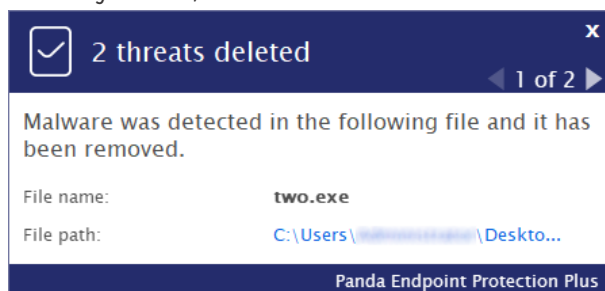 2 threats deleted
x
1 of 2
Malware was detected in the following file and it has
been removed.
File name: two.exe
File path: C:\Users\ \Deskto...
Panda Endpoint Protection Plus